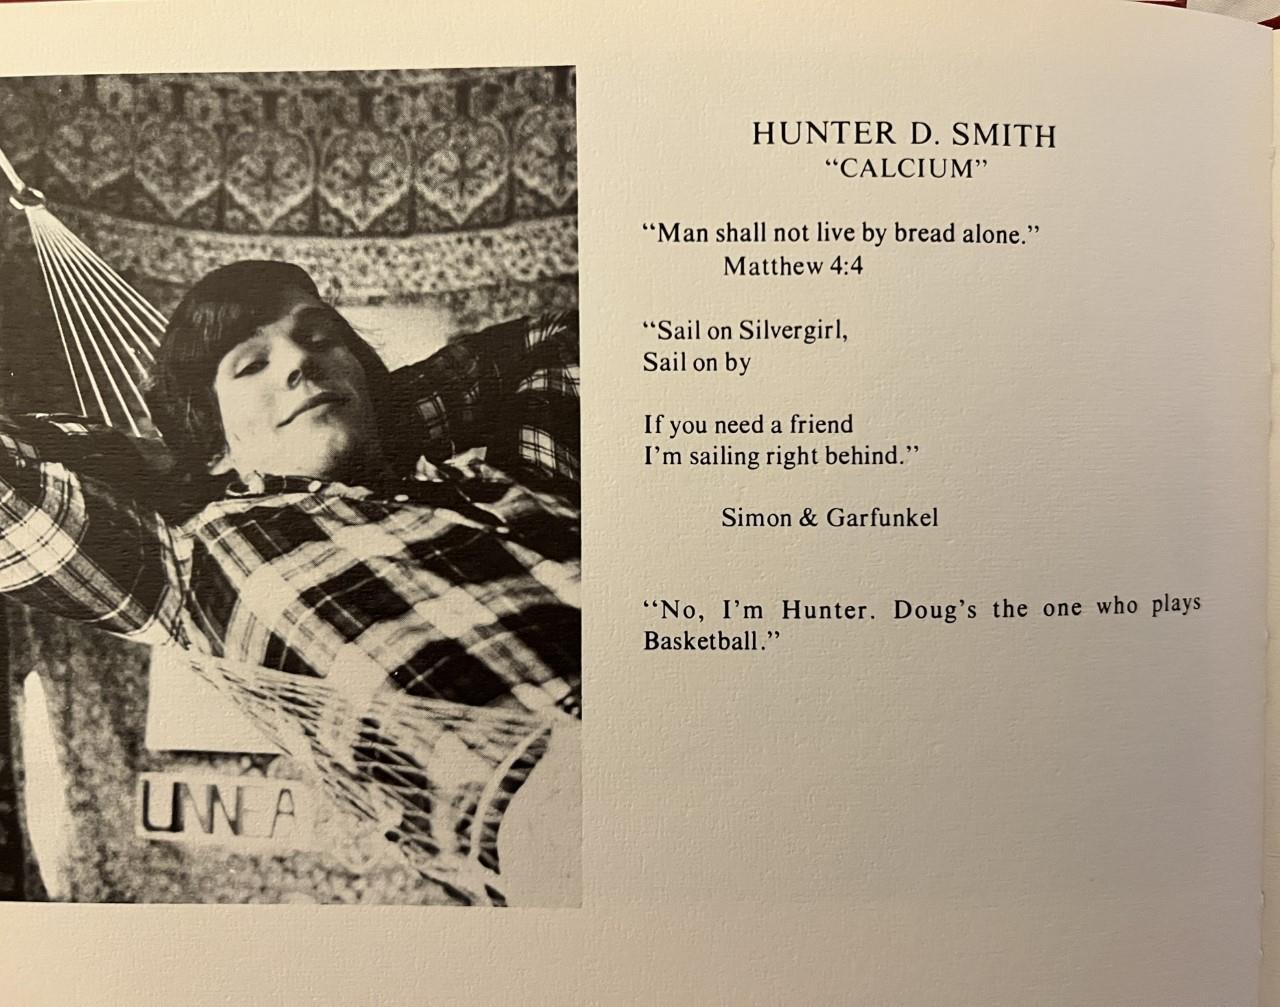 HUNTER D. SMITH
“CALCIUM”
“Man shall not live by bread alone.”
Matthew 4:4
“Sail on Silvergirl,
Sail on by
If you need a friend
I’m sailing right behind.”
Simon & Garfunkel
“No, I’m Hunter. Doug’s the one who plays
Basketball.”